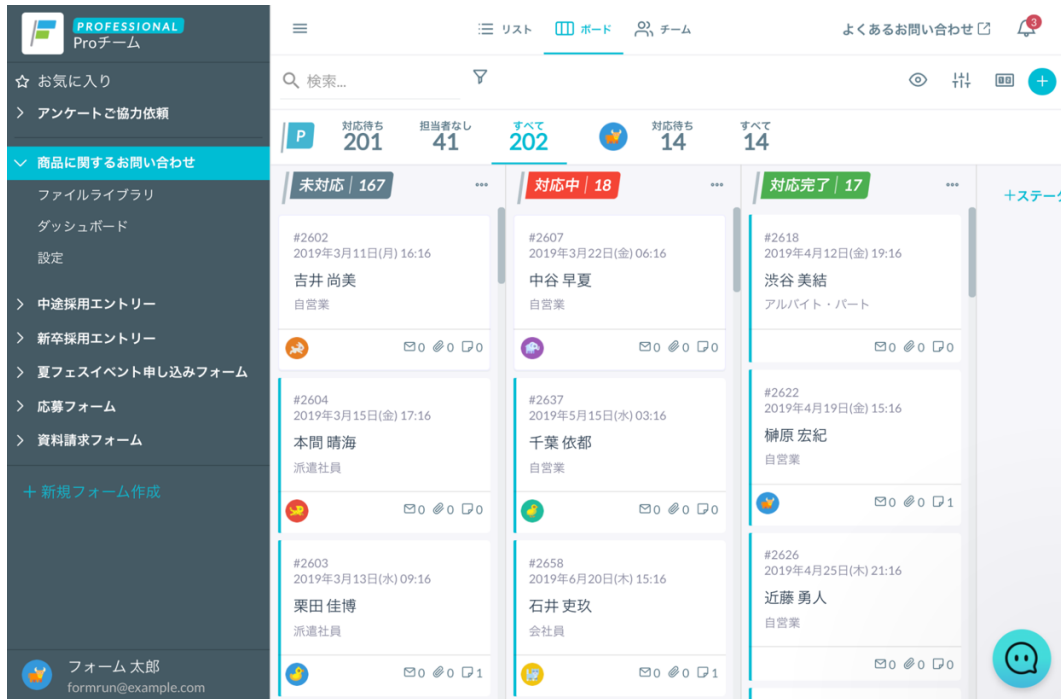 PROFESSIONAL
Proチーム
お気に入り
アンケートご協力依頼
商品に関するお問い合わせ
ファイルライブラリ
ダッシュボード
設定
中途採用エントリー
新卒採用エントリー
夏フェスイベント申し込みフォーム
応募フォーム
資料請求フォーム
＋新規フォーム作成
フォーム 太郎
formrun@example.com
リスト ボード チーム よくあるお問い合わせ 3
検索...
P 対応待ち 201 担当者なし 41 すべて 202 対応待ち 14 すべて 14
未対応 | 167
#2602
2019年3月11日(月) 16:16
吉井 尚美
自営業
0 0 0
#2604
2019年3月15日(金) 17:16
本間 晴海
派遣社員
0 0 0
#2603
2019年3月13日(水) 09:16
栗田 佳博
派遣社員
0 0 1
対応中 | 18
#2607
2019年3月22日(金) 06:16
中谷 早夏
自営業
0 0 0
#2637
2019年5月15日(水) 03:16
千葉 依都
自営業
0 0 0
#2658
2019年6月20日(木) 15:16
石井 吏玖
会社員
0 0 1
対応完了 | 17
#2618
2019年4月12日(金) 19:16
渋谷 美結
アルバイト・パート
0 0 0
#2622
2019年4月19日(金) 15:16
榊原 宏紀
自営業
0 0 1
#2626
2019年4月25日(木) 21:16
近藤 勇人
自営業
0 0 0
＋ステー